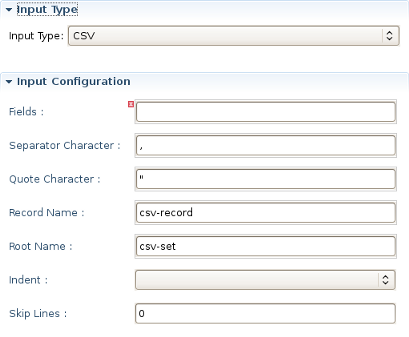 Input Type
Input Type: CSV
Input Configuration
Fields :
Separator Character : ,
Quote Character : "
Record Name : csv-record
Root Name : csv-set
Indent :
Skip Lines : 0